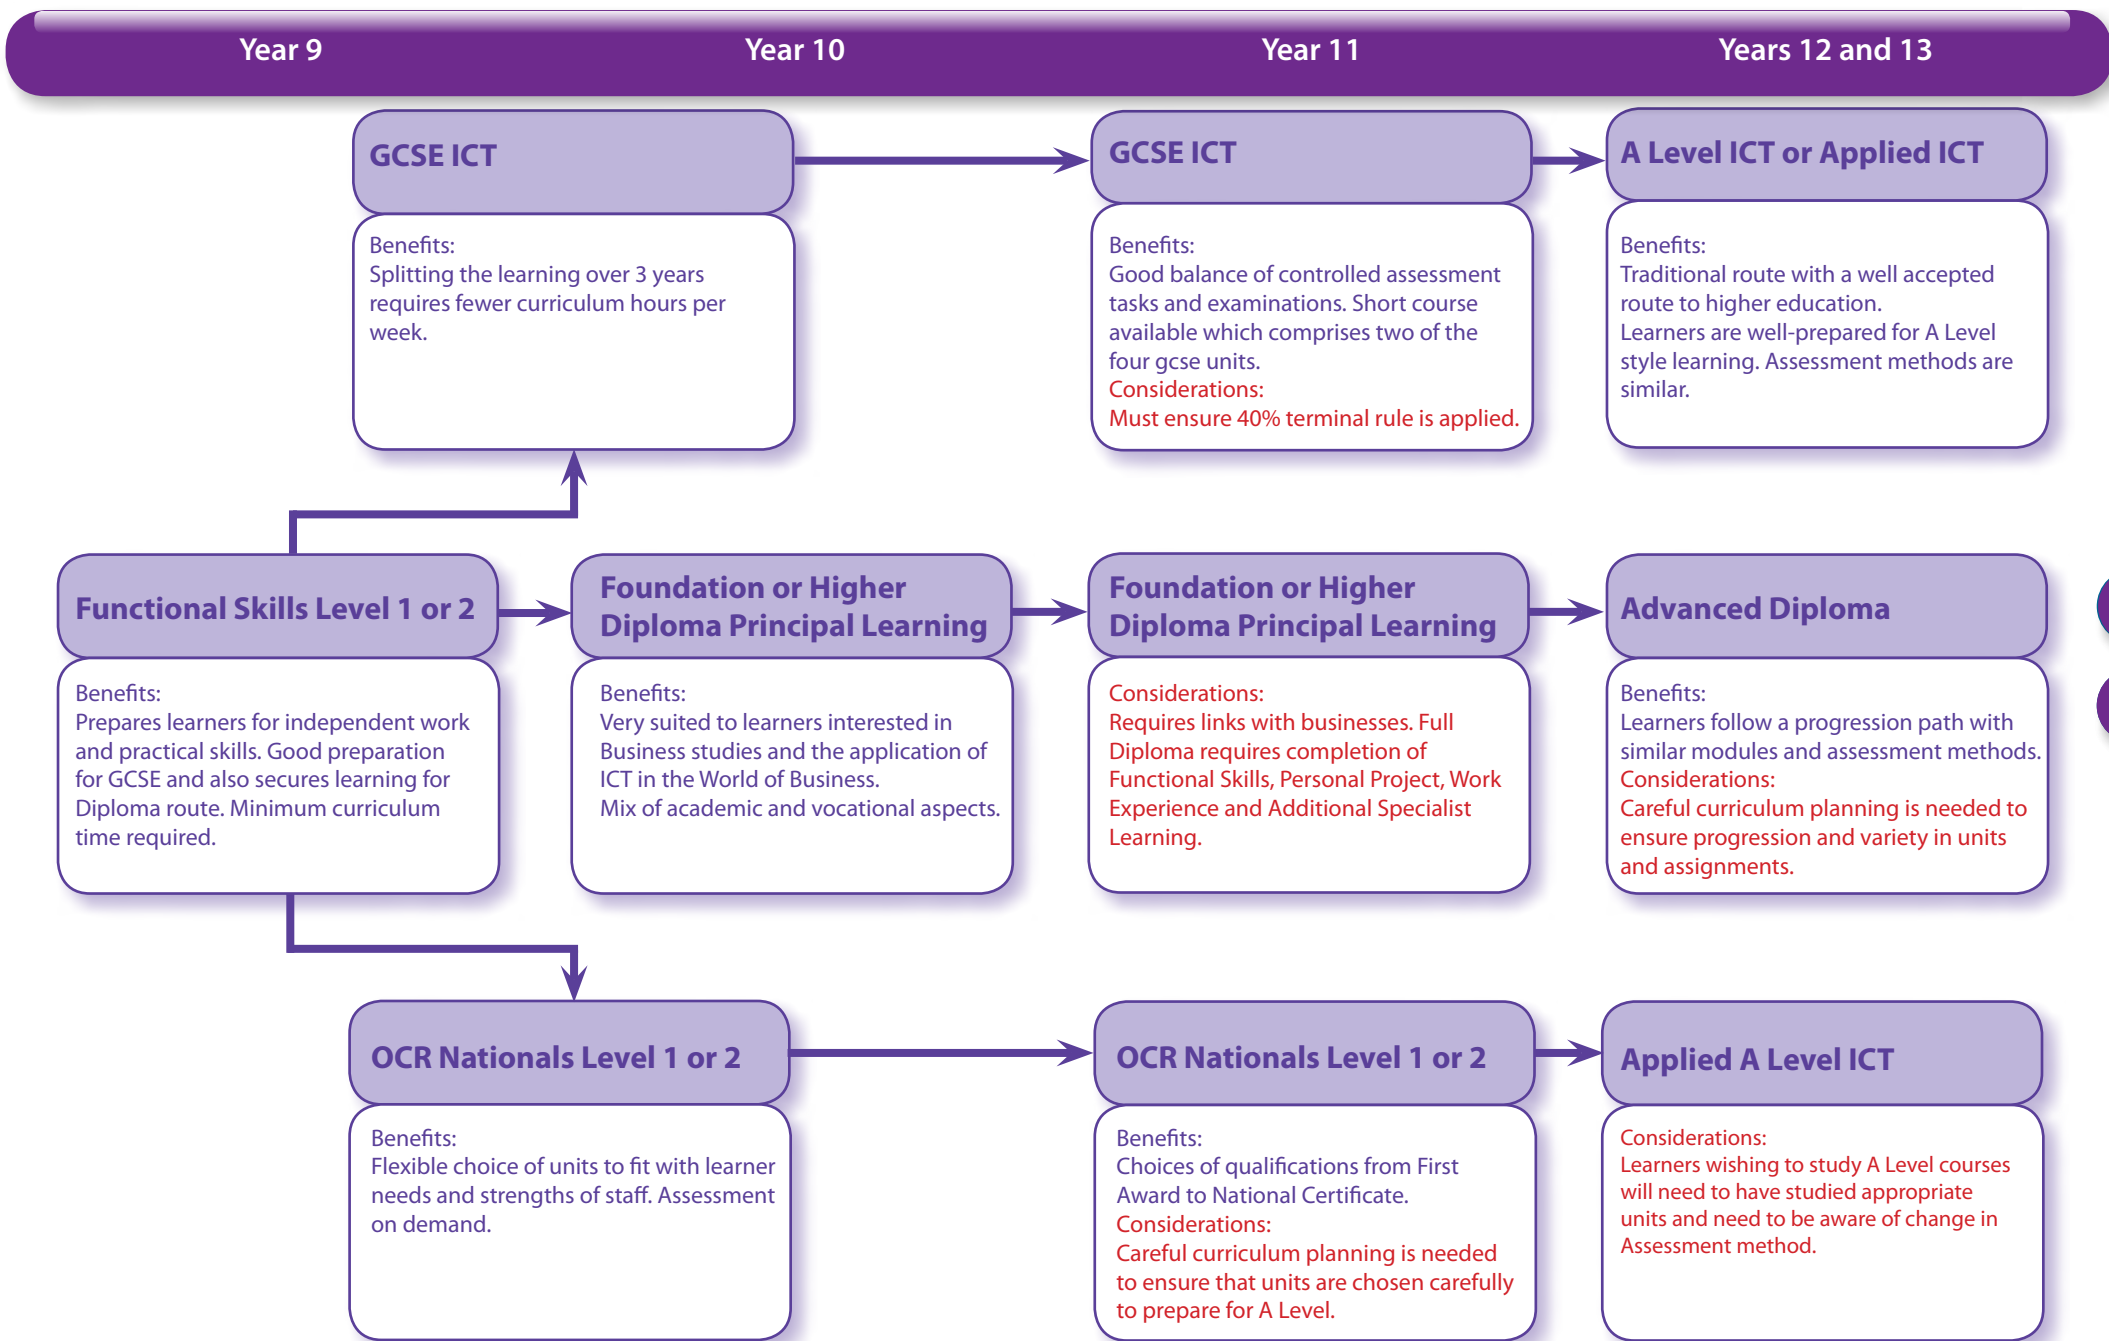 Year 9
Year 10
Year 11
Years 12 and 13
GCSE ICT
Benefits:
Splitting the learning over 3 years
requires fewer curriculum hours per
week.
GCSE ICT
Benefits:
Good balance of controlled assessment
tasks and examinations. Short course
available which comprises two of the
four gcse units.
Considerations:
Must ensure 40% terminal rule is applied.
A Level ICT or Applied ICT
Benefits:
Traditional route with a well accepted
route to higher education.
Learners are well-prepared for A Level
style learning. Assessment methods are
similar.
Functional Skills Level 1 or 2
Benefits:
Prepares learners for independent work
and practical skills. Good preparation
for GCSE and also secures learning for
Diploma route. Minimum curriculum
time required.
Foundation or Higher
Diploma Principal Learning
Benefits:
Very suited to learners interested in
Business studies and the application of
ICT in the World of Business.
Mix of academic and vocational aspects.
Foundation or Higher
Diploma Principal Learning
Considerations:
Requires links with businesses. Full
Diploma requires completion of
Functional Skills, Personal Project, Work
Experience and Additional Specialist
Learning.
Advanced Diploma
Benefits:
Learners follow a progression path with
similar modules and assessment methods.
Considerations:
Careful curriculum planning is needed to
ensure progression and variety in units
and assignments.
OCR Nationals Level 1 or 2
Benefits:
Flexible choice of units to fit with learner
needs and strengths of staff. Assessment
on demand.
OCR Nationals Level 1 or 2
Benefits:
Choices of qualifications from First
Award to National Certificate.
Considerations:
Careful curriculum planning is needed
to ensure that units are chosen carefully
to prepare for A Level.
Applied A Level ICT
Considerations:
Learners wishing to study A Level courses
will need to have studied appropriate
units and need to be aware of change in
Assessment method.